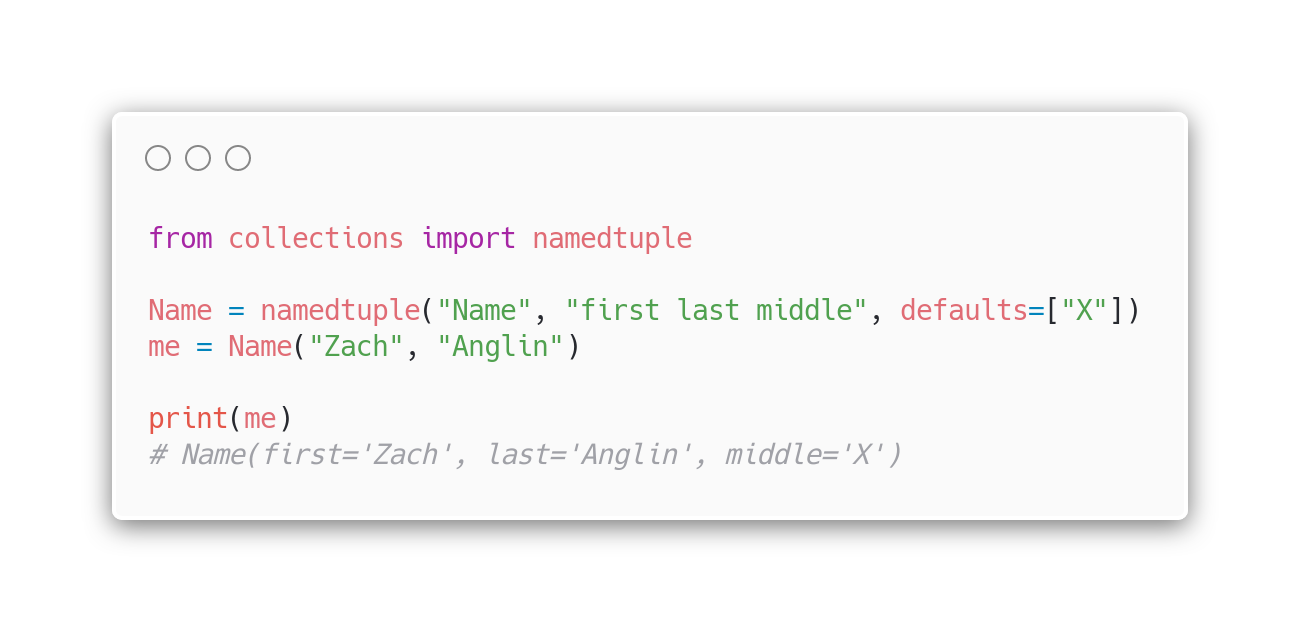 from collections import namedtuple
Name = namedtuple("Name", "first last middle", defaults=["X"])
me = Name("Zach", "Anglin")
print(me)
# Name(first='Zach', last='Anglin', middle='X')